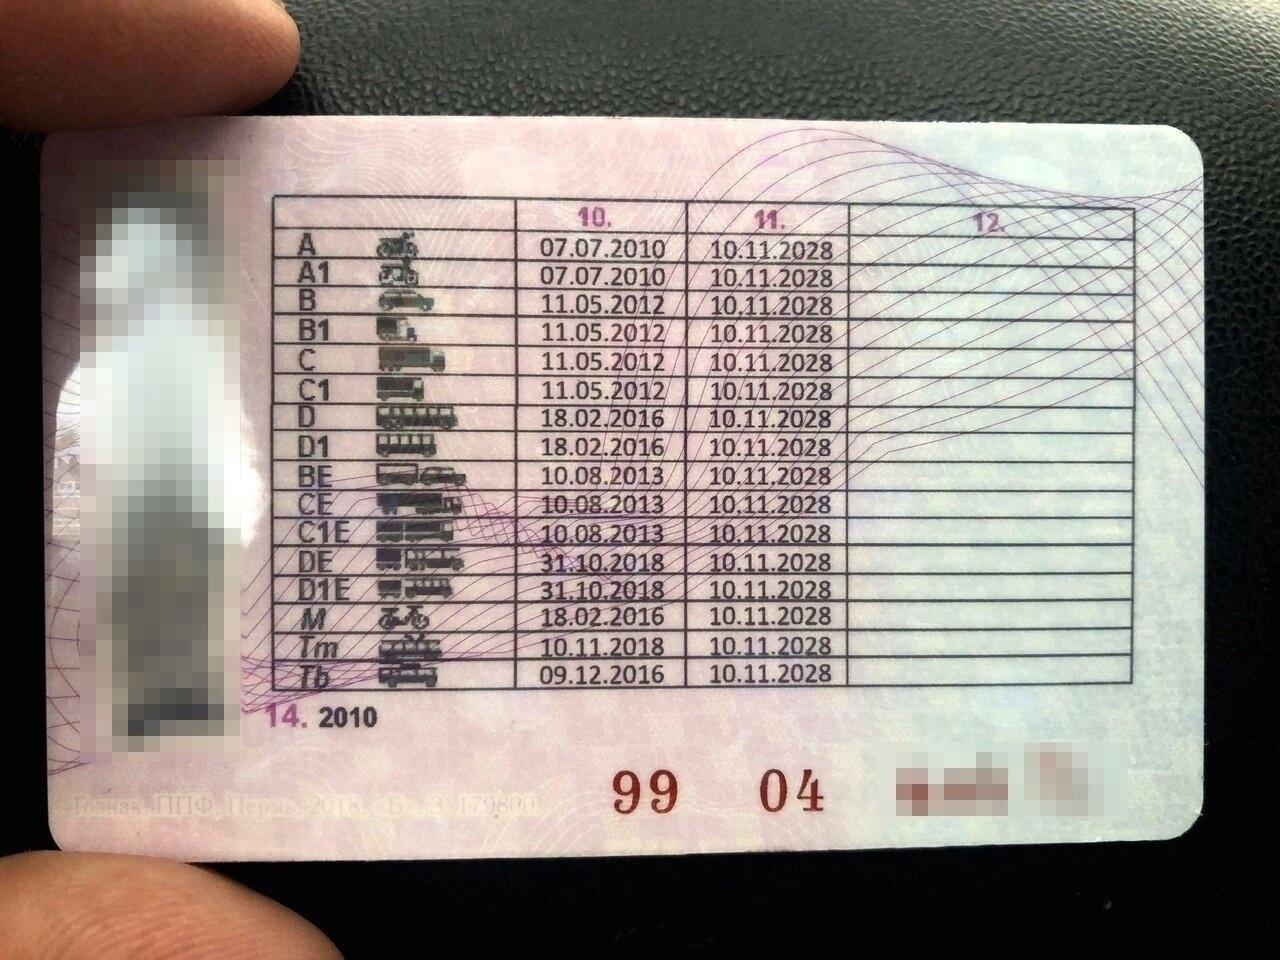 10. 11. 12.
A 07.07.2010 10.11.2028
A1 07.07.2010 10.11.2028
B 11.05.2012 10.11.2028
B1 11.05.2012 10.11.2028
C 11.05.2012 10.11.2028
C1 11.05.2012 10.11.2028
D 18.02.2016 10.11.2028
D1 18.02.2016 10.11.2028
BE 10.08.2013 10.11.2028
CE 10.08.2013 10.11.2028
C1E 10.08.2013 10.11.2028
DE 31.10.2018 10.11.2028
D1E 31.10.2018 10.11.2028
M 18.02.2016 10.11.2028
Tm 10.11.2018 10.11.2028
Tb 09.12.2016 10.11.2028
14. 2010
99 04
Гознак, ППФ, Пермь, 2018, «Б», З 179800